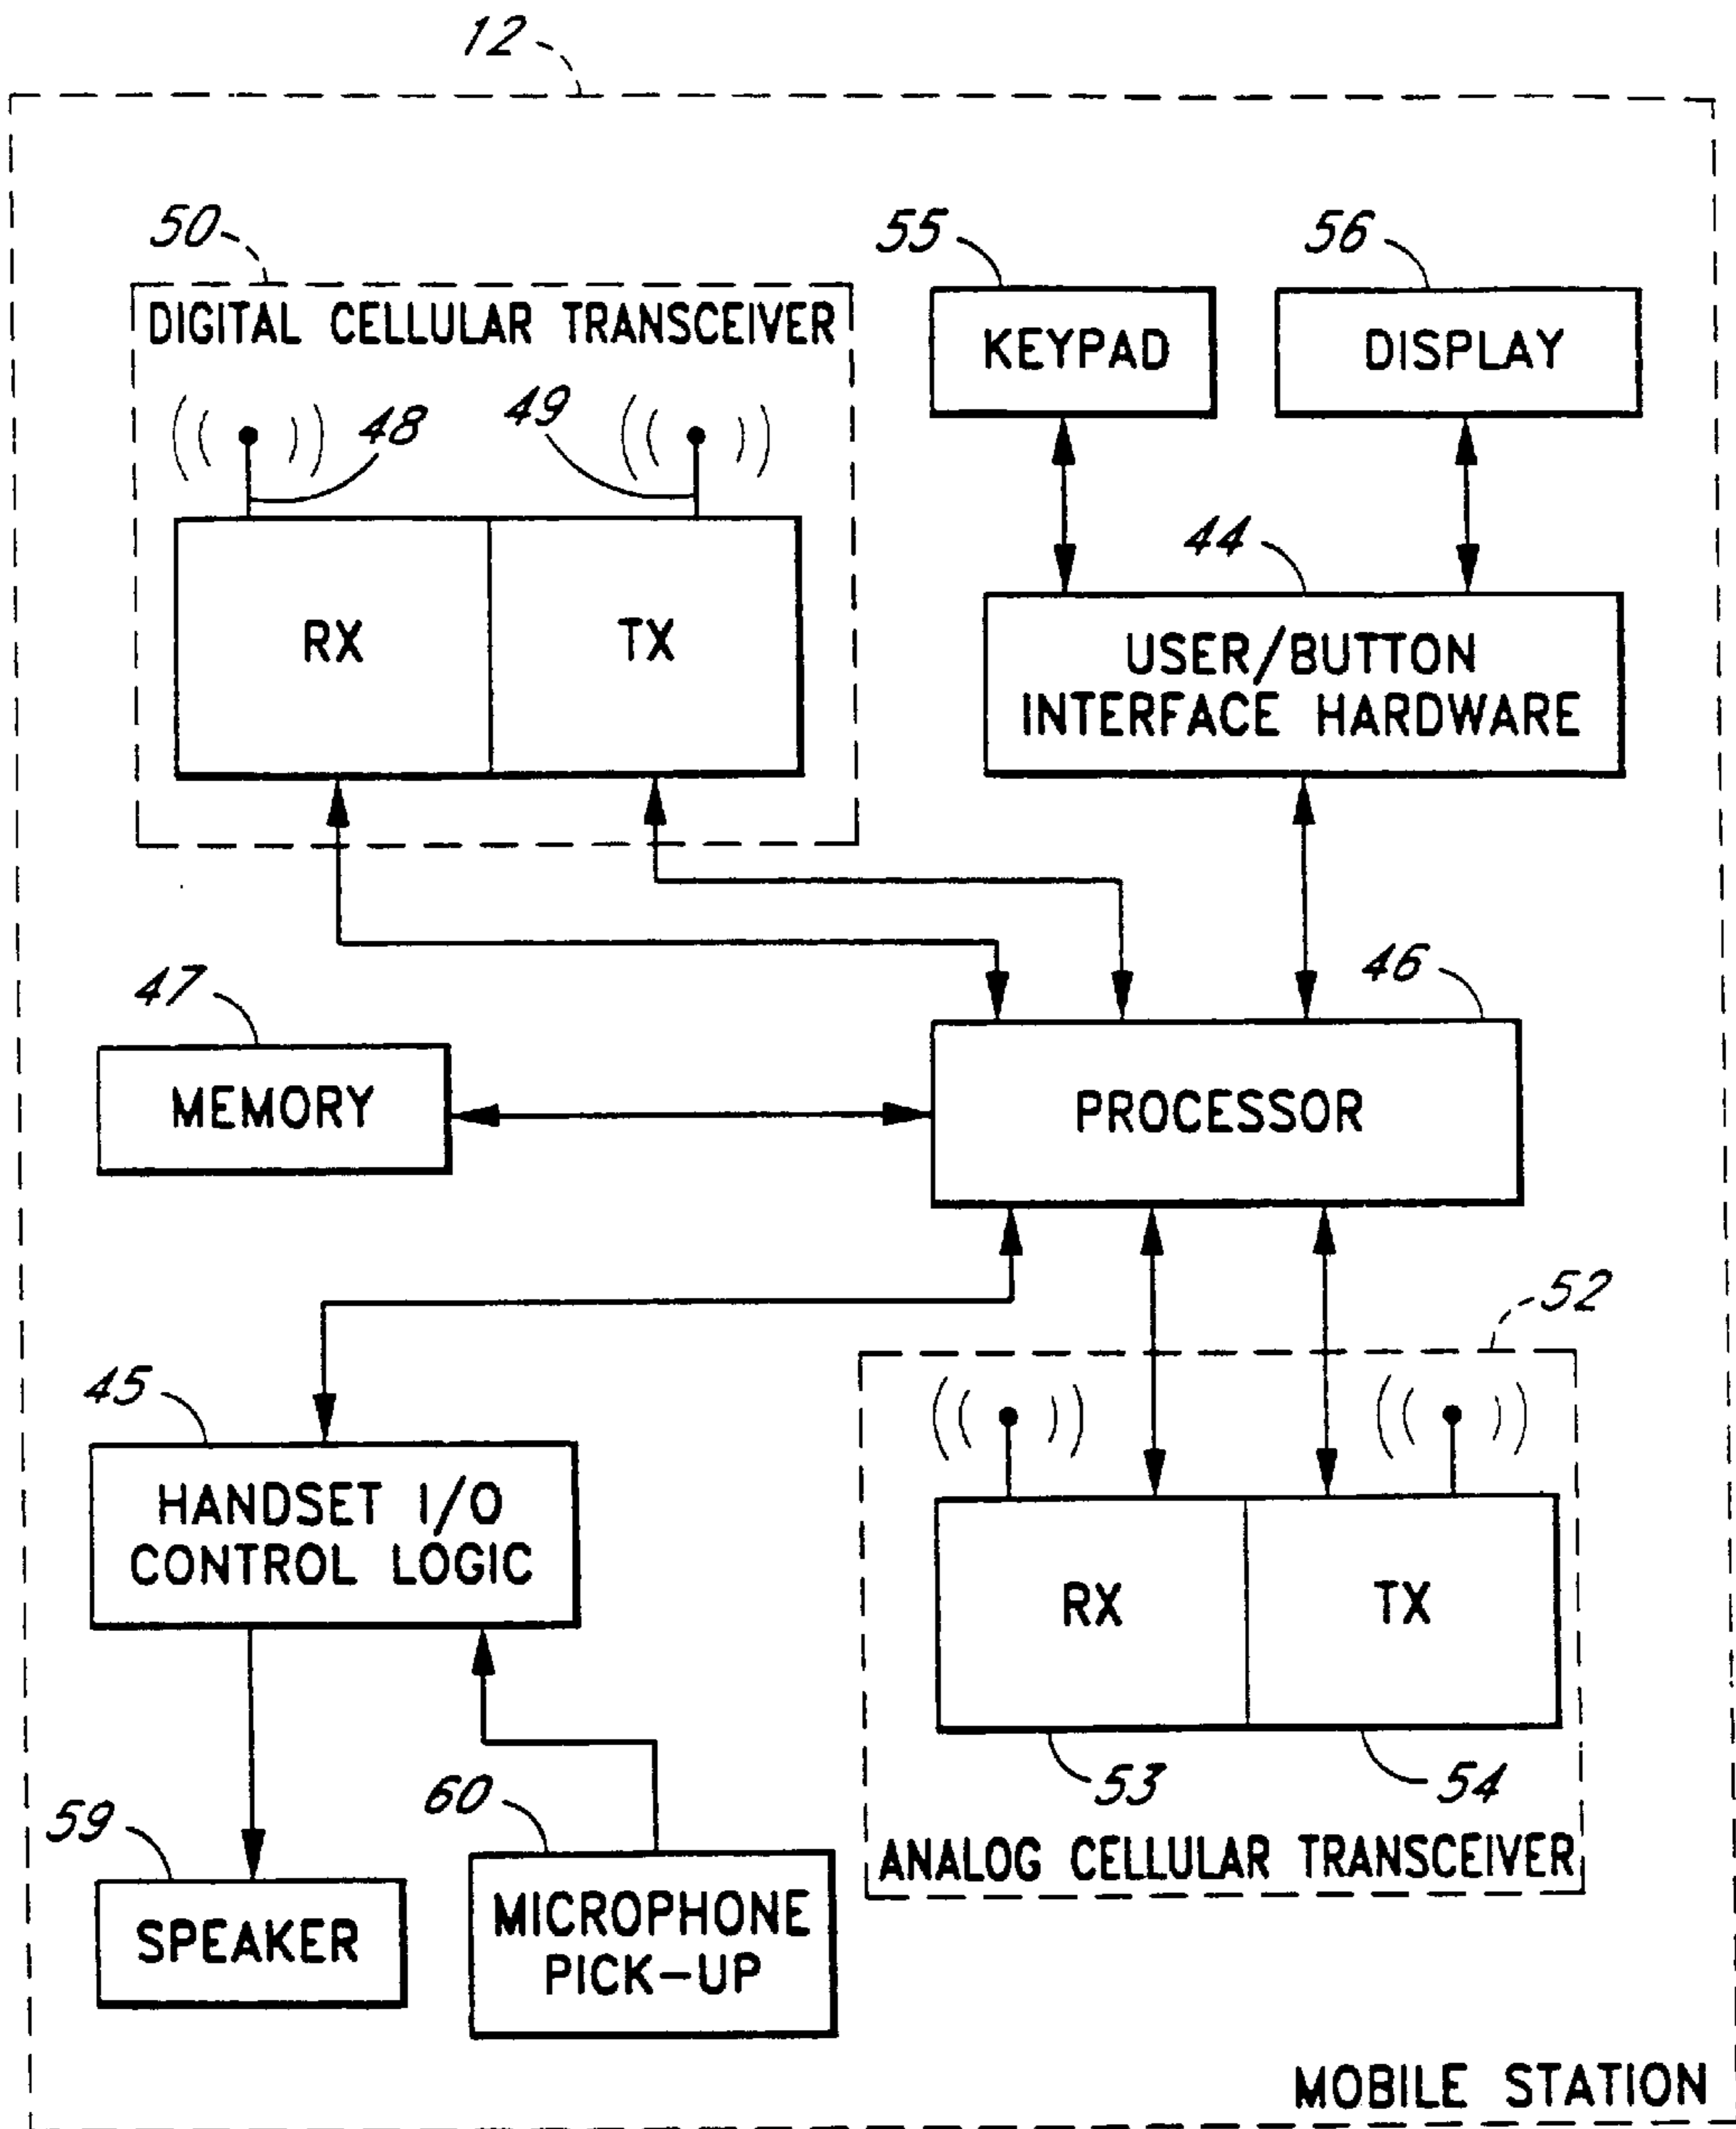 12
50
55
56
DIGITAL CELLULAR TRANSCEIVER
KEYPAD
DISPLAY
48
49
44
RX
TX
USER/BUTTON
INTERFACE HARDWARE
47
46
MEMORY
PROCESSOR
52
45
HANDSET I/O
CONTROL LOGIC
RX
TX
53
54
59
60
ANALOG CELLULAR TRANSCEIVER
SPEAKER
MICROPHONE
PICK-UP
MOBILE STATION